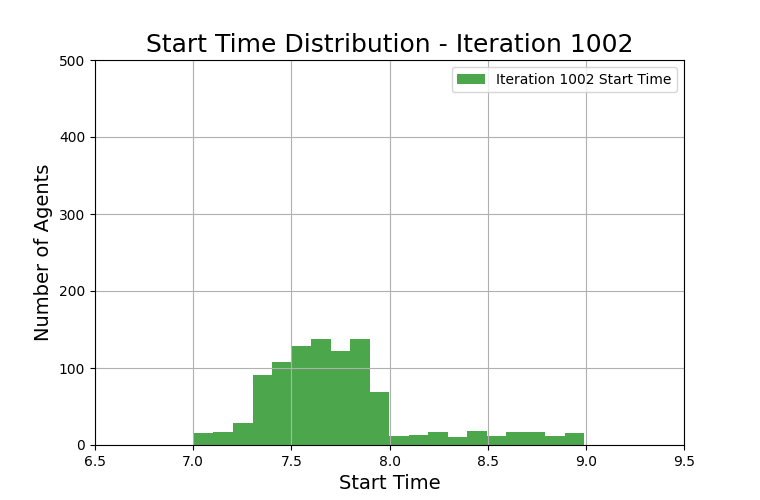 Start Time Distribution - Iteration 1002
Iteration 1002 Start Time
500
400
300
200
100
0
Number of Agents
6.5 7.0 7.5 8.0 8.5 9.0 9.5
Start Time